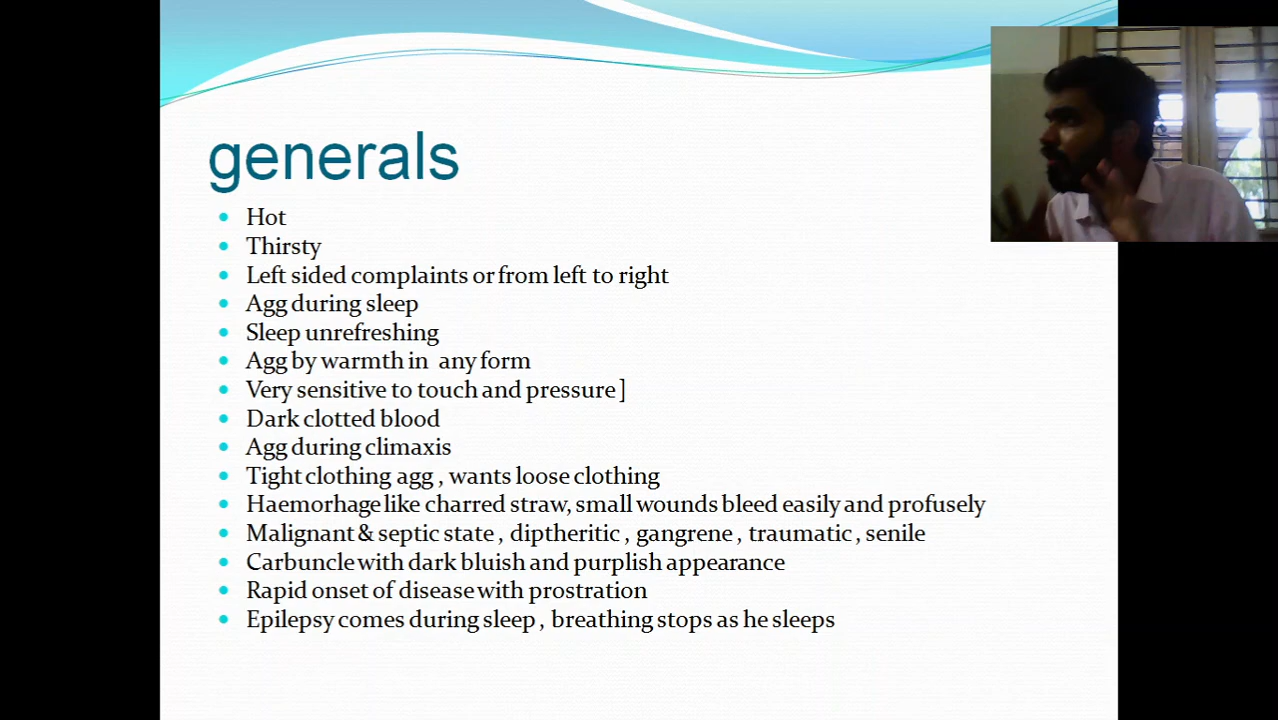 generals
Hot
Thirsty
Left sided complaints or from left to right
Agg during sleep
Sleep unrefreshing
Agg by warmth in any form
Very sensitive to touch and pressure ]
Dark clotted blood
Agg during climaxis
Tight clothing agg , wants loose clothing
Haemorhage like charred straw, small wounds bleed easily and profusely
Malignant & septic state , diptheritic , gangrene , traumatic , senile
Carbuncle with dark bluish and purplish appearance
Rapid onset of disease with prostration
Epilepsy comes during sleep , breathing stops as he sleeps